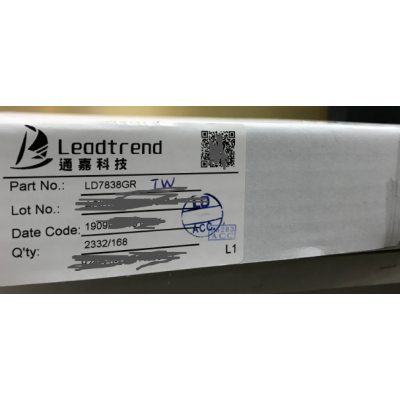 Leadtrend
通嘉科技
Part No.: LD7838GR TW
Lot No.:
Date Code: 1909
Q'ty: 2332/168
LD
ACC
L1